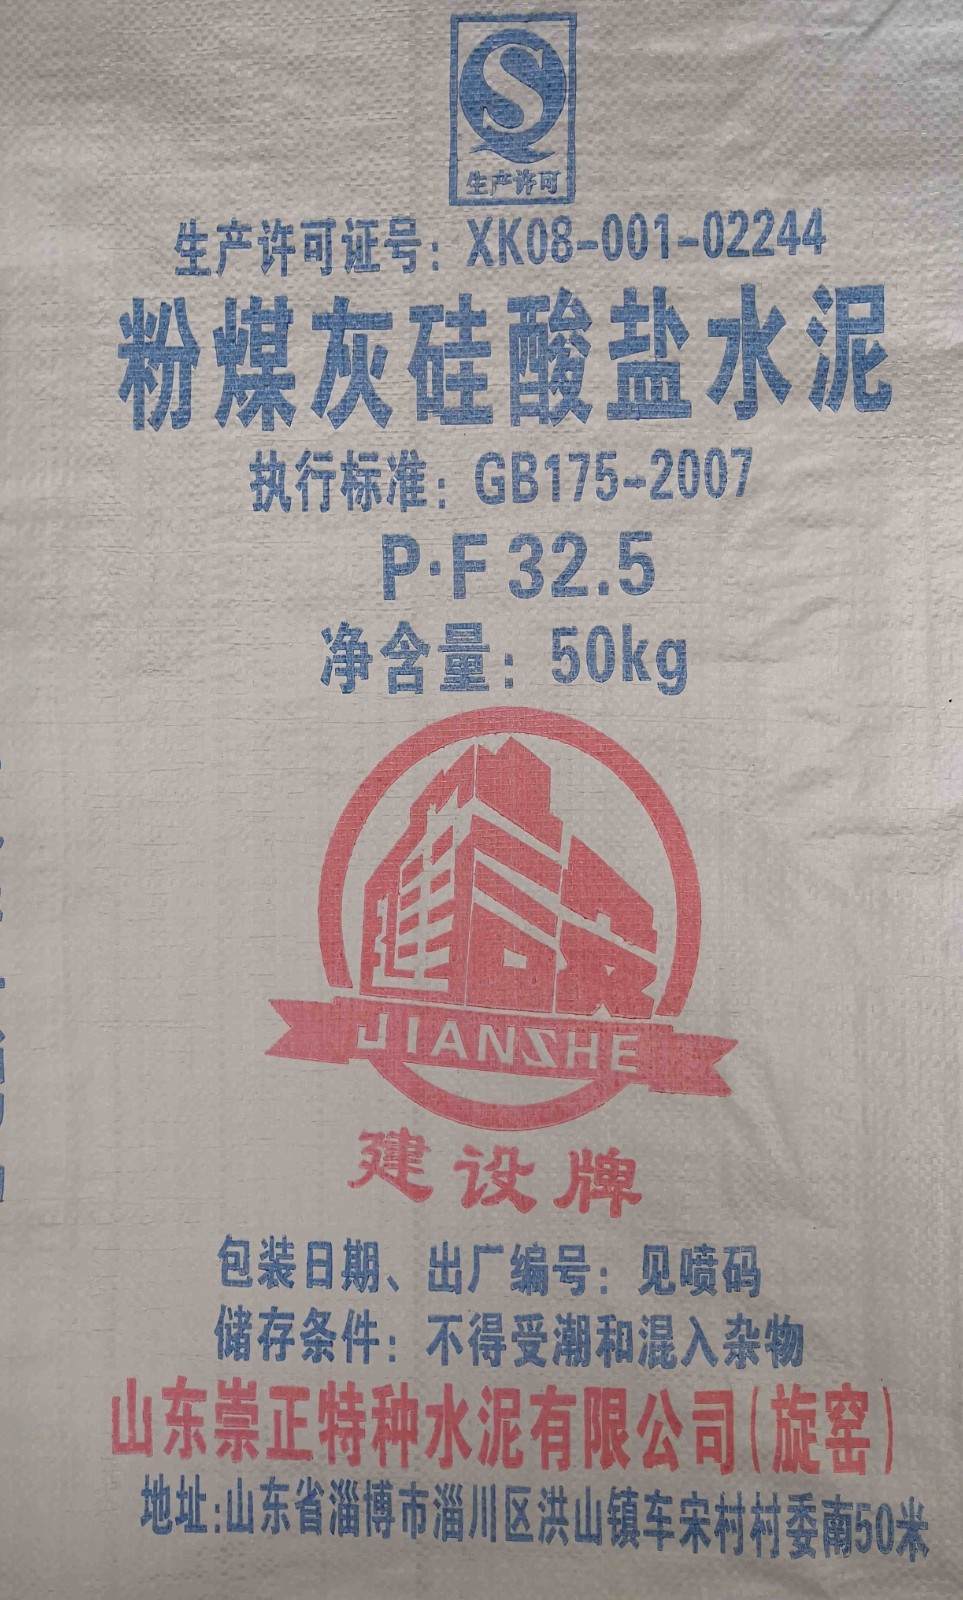 生产许可
生产许可证号：XK08-001-02244
粉煤灰硅酸盐水泥
执行标准：GB175-2007
P·F 32.5
净含量：50kg
建设
JIANSHE
建设牌
包装日期、出厂编号：见喷码
储存条件：不得受潮和混入杂物
山东崇正特种水泥有限公司（旋窑）
地址：山东省淄博市淄川区洪山镇车宋村村委南50米